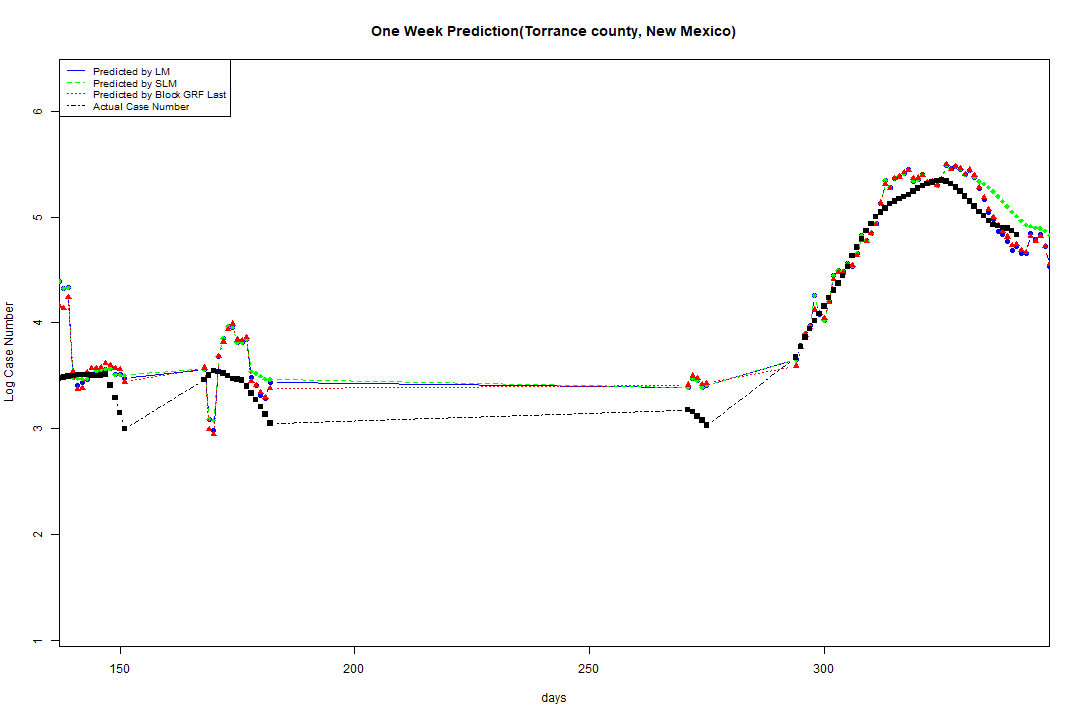 One Week Prediction(Torrance county, New Mexico)
Predicted by LM
Predicted by SLM
Predicted by Block GRF Last
Actual Case Number
6
5
4
3
2
1
Log Case Number
150 200 250 300
days